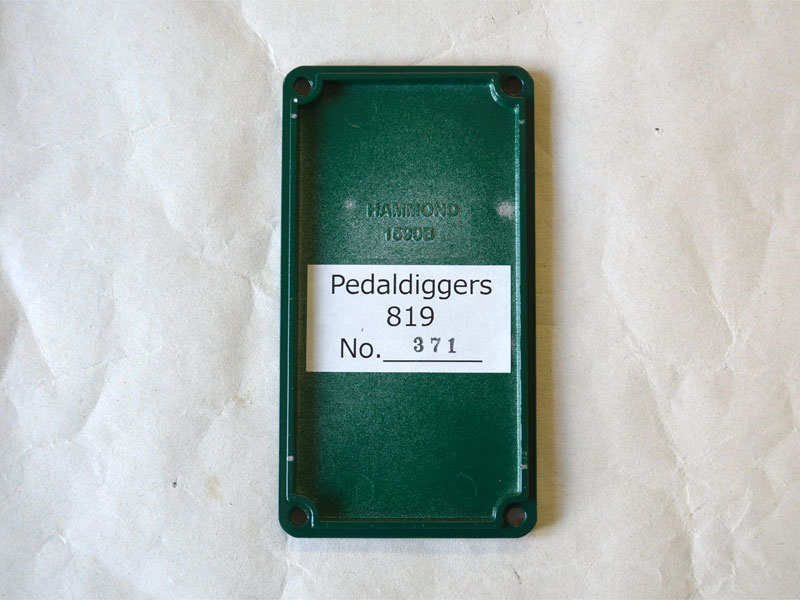 HAMMOND
1590B
Pedaldiggers
819
No. 371